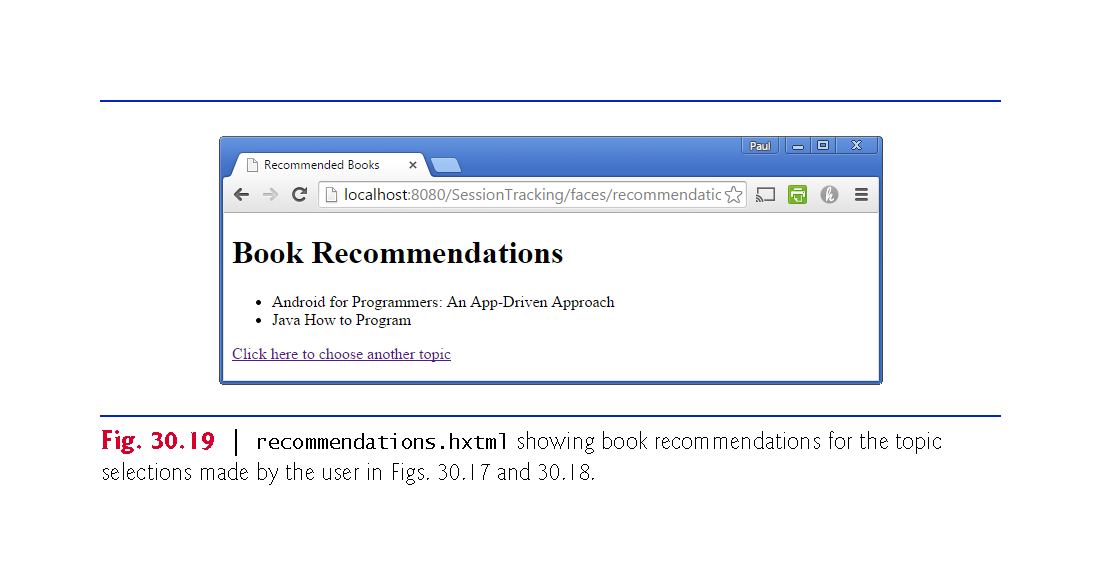 Paul
Recommended Books
localhost:8080/SessionTracking/faces/recommendatic
Book Recommendations
• Android for Programmers: An App-Driven Approach
• Java How to Program
Click here to choose another topic
Fig. 30.19 | recommendations.hxtml showing book recommendations for the topic
selections made by the user in Figs. 30.17 and 30.18.